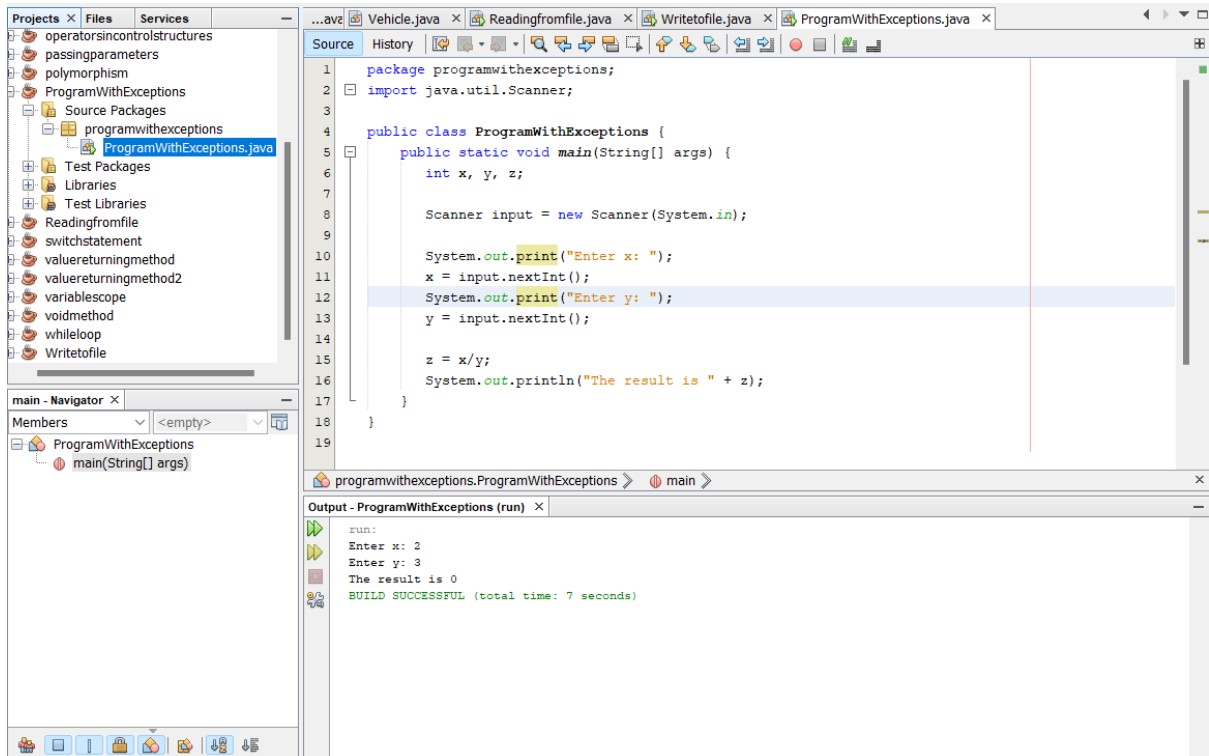 Projects × Files Services
operatorsincontrolstructures
passingparameters
polymorphism
ProgramWithExceptions
Source Packages
programwithexceptions
ProgramWithExceptions.java
Test Packages
Libraries
Test Libraries
Readingfromfile
switchstatement
valuereturningmethod
valuereturningmethod2
variablescope
voidmethod
whileloop
Writetofile
main - Navigator ×
Members <empty>
ProgramWithExceptions
main(String[] args)
...ava Vehicle.java × Readingfromfile.java × Writetofile.java × ProgramWithExceptions.java ×
Source History
1 package programwithexceptions;
2 import java.util.Scanner;
3
4 public class ProgramWithExceptions {
5 public static void main(String[] args) {
6 int x, y, z;
7
8 Scanner input = new Scanner(System.in);
9
10 System.out.print("Enter x: ");
11 x = input.nextInt();
12 System.out.print("Enter y: ");
13 y = input.nextInt();
14
15 z = x/y;
16 System.out.println("The result is " + z);
17 }
18 }
19
programwithexceptions.ProgramWithExceptions main
Output - ProgramWithExceptions (run) ×
run:
Enter x: 2
Enter y: 3
The result is 0
BUILD SUCCESSFUL (total time: 7 seconds)